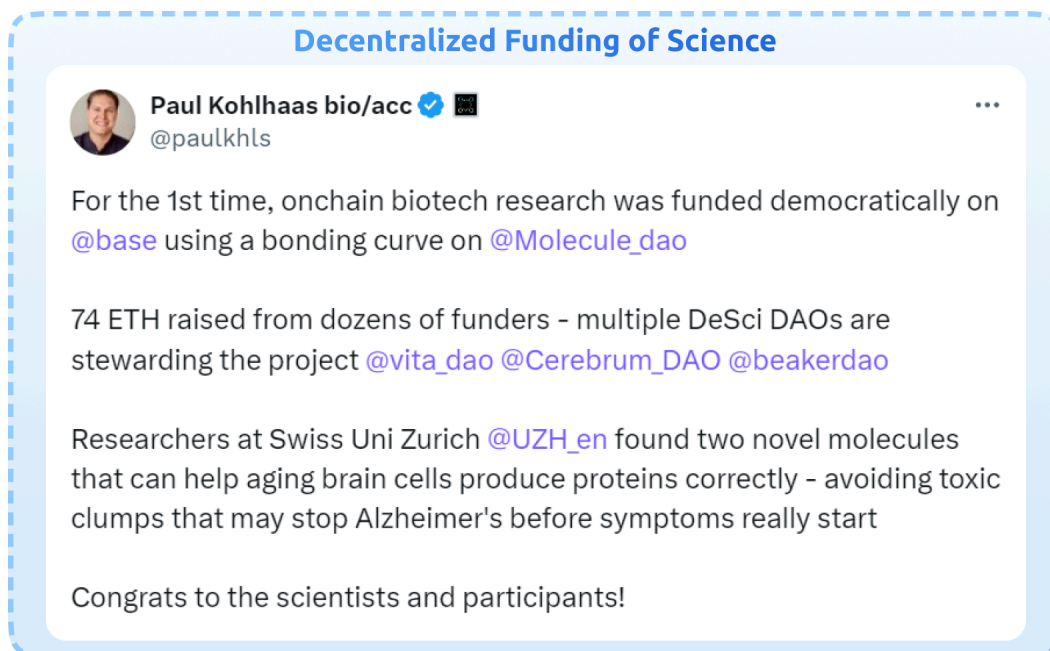 Decentralized Funding of Science
Paul Kohlhaas bio/acc
@paulkhls
For the 1st time, onchain biotech research was funded democratically on
@base using a bonding curve on @Molecule_dao
74 ETH raised from dozens of funders - multiple DeSci DAOs are
stewarding the project @vita_dao @Cerebrum_DAO @beakerdao
Researchers at Swiss Uni Zurich @UZH_en found two novel molecules
that can help aging brain cells produce proteins correctly - avoiding toxic
clumps that may stop Alzheimer's before symptoms really start
Congrats to the scientists and participants!